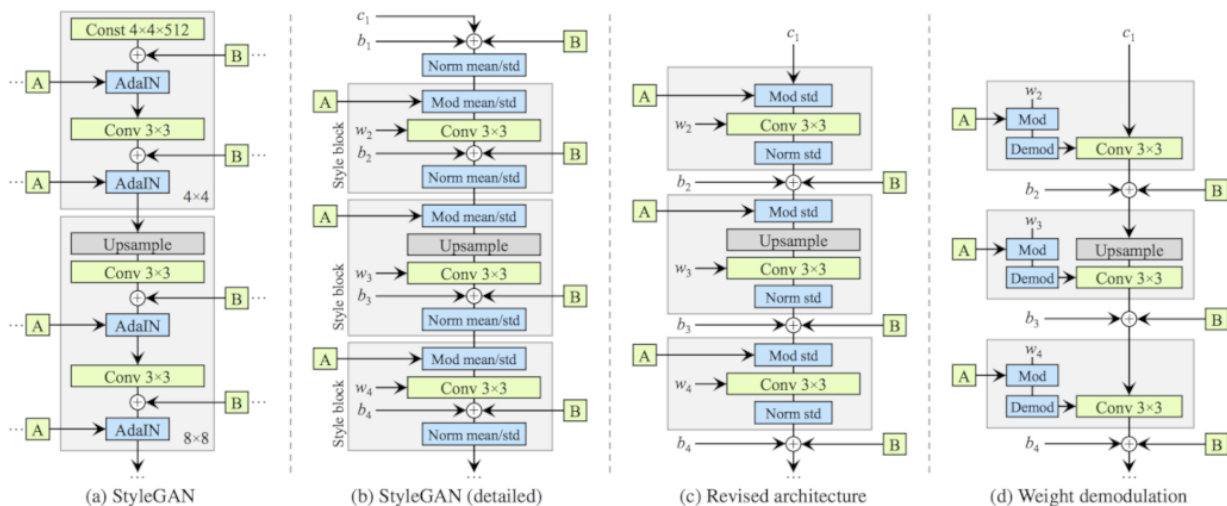 Const 4×4×512
B ...
... A
AdaIN
Conv 3×3
B ...
... A
AdaIN
4×4
Upsample
Conv 3×3
B ...
... A
AdaIN
Conv 3×3
B ...
... A
AdaIN
8×8
...
(a) StyleGAN
c1
b1
B
Norm mean/std
Style block
A
Mod mean/std
w2
Conv 3×3
b2
B
Norm mean/std
Style block
A
Mod mean/std
Upsample
w3
Conv 3×3
b3
B
Norm mean/std
Style block
A
Mod mean/std
w4
Conv 3×3
b4
B
Norm mean/std
...
(b) StyleGAN (detailed)
c1
A
Mod std
w2
Conv 3×3
Norm std
b2
B
A
Mod std
Upsample
w3
Conv 3×3
Norm std
b3
B
A
Mod std
w4
Conv 3×3
Norm std
b4
B
...
(c) Revised architecture
c1
w2
A
Mod
Demod
Conv 3×3
b2
B
w3
A
Mod
Upsample
Demod
Conv 3×3
b3
B
w4
A
Mod
Demod
Conv 3×3
b4
B
...
(d) Weight demodulation